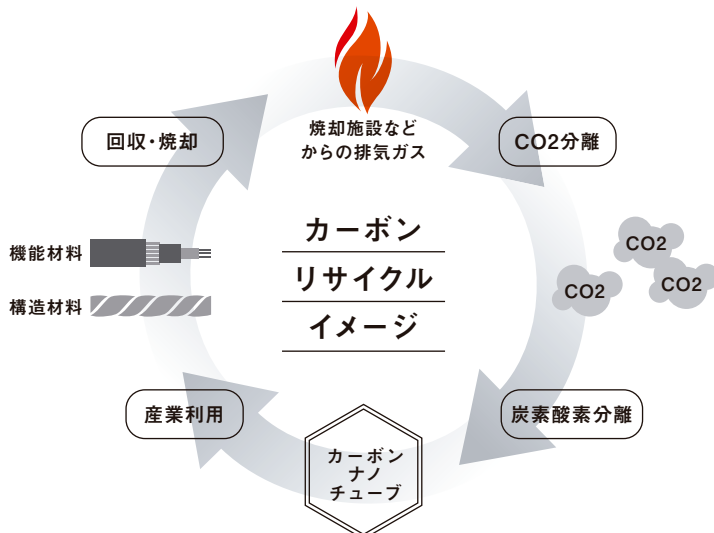 焼却施設など
からの排気ガス
回収・焼却
CO2分離
カーボン
リサイクル
イメージ
CO2
CO2
CO2
機能材料
構造材料
産業利用
炭素酸素分離
カーボン
ナノ
チューブ